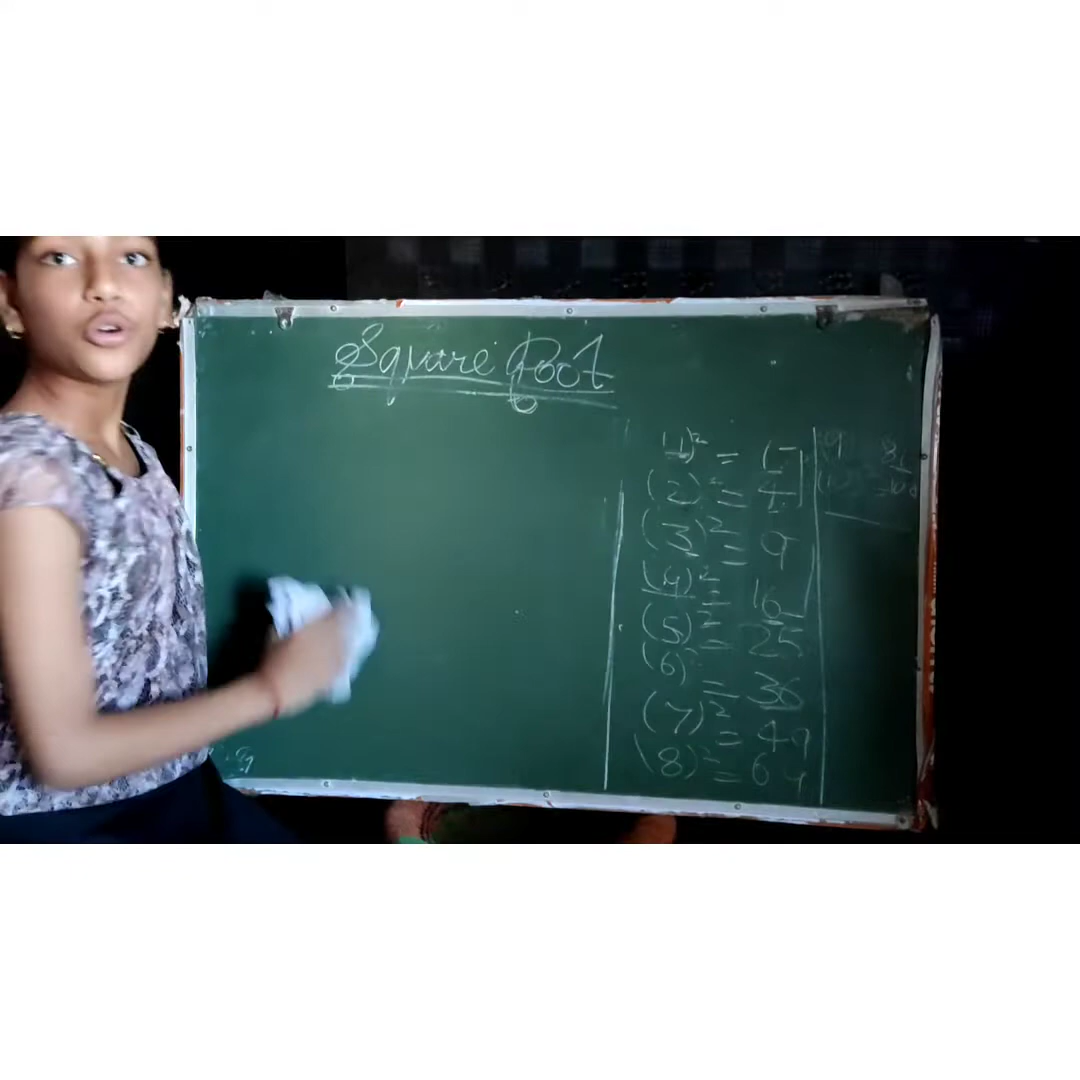 Square Root
(1)² = 1
(2)² = 4
(3)² = 9
(4)² = 16
(5)² = 25
(6)² = 36
(7)² = 49
(8)² = 64